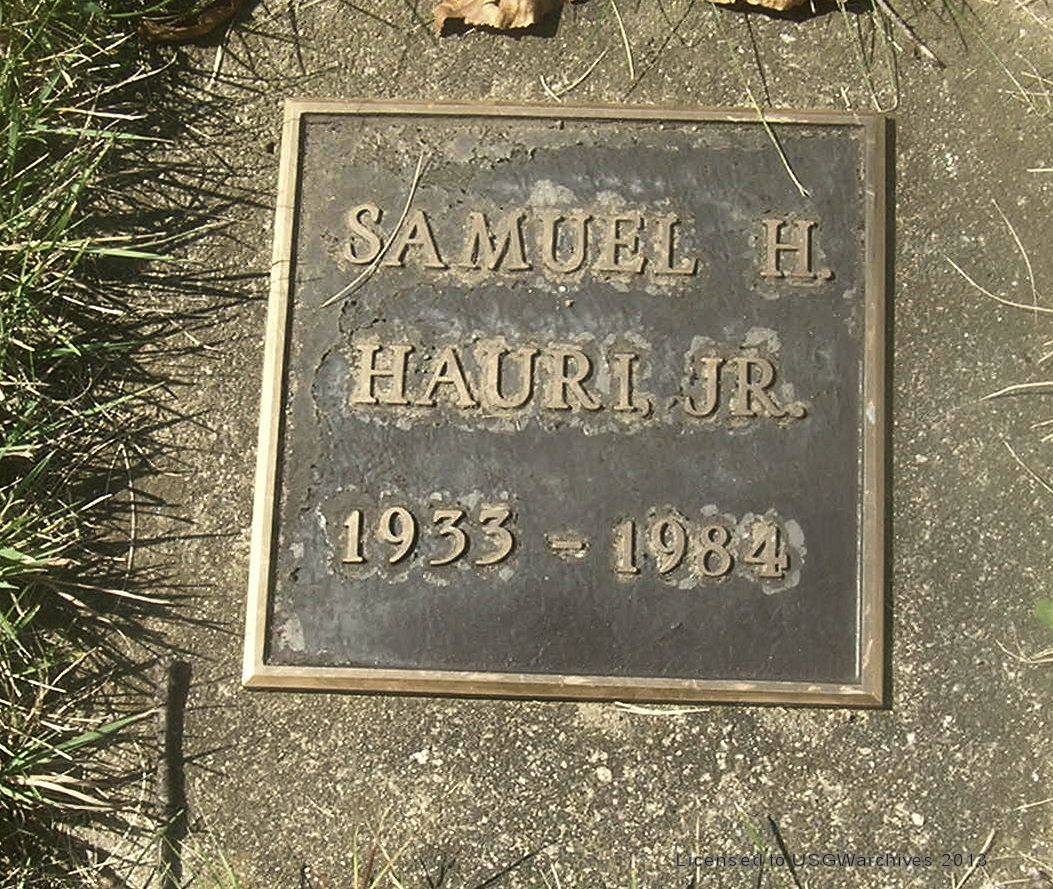 SAMUEL H.
HAURI, JR.
1933 - 1984
Licensed to USGWarchives 2013